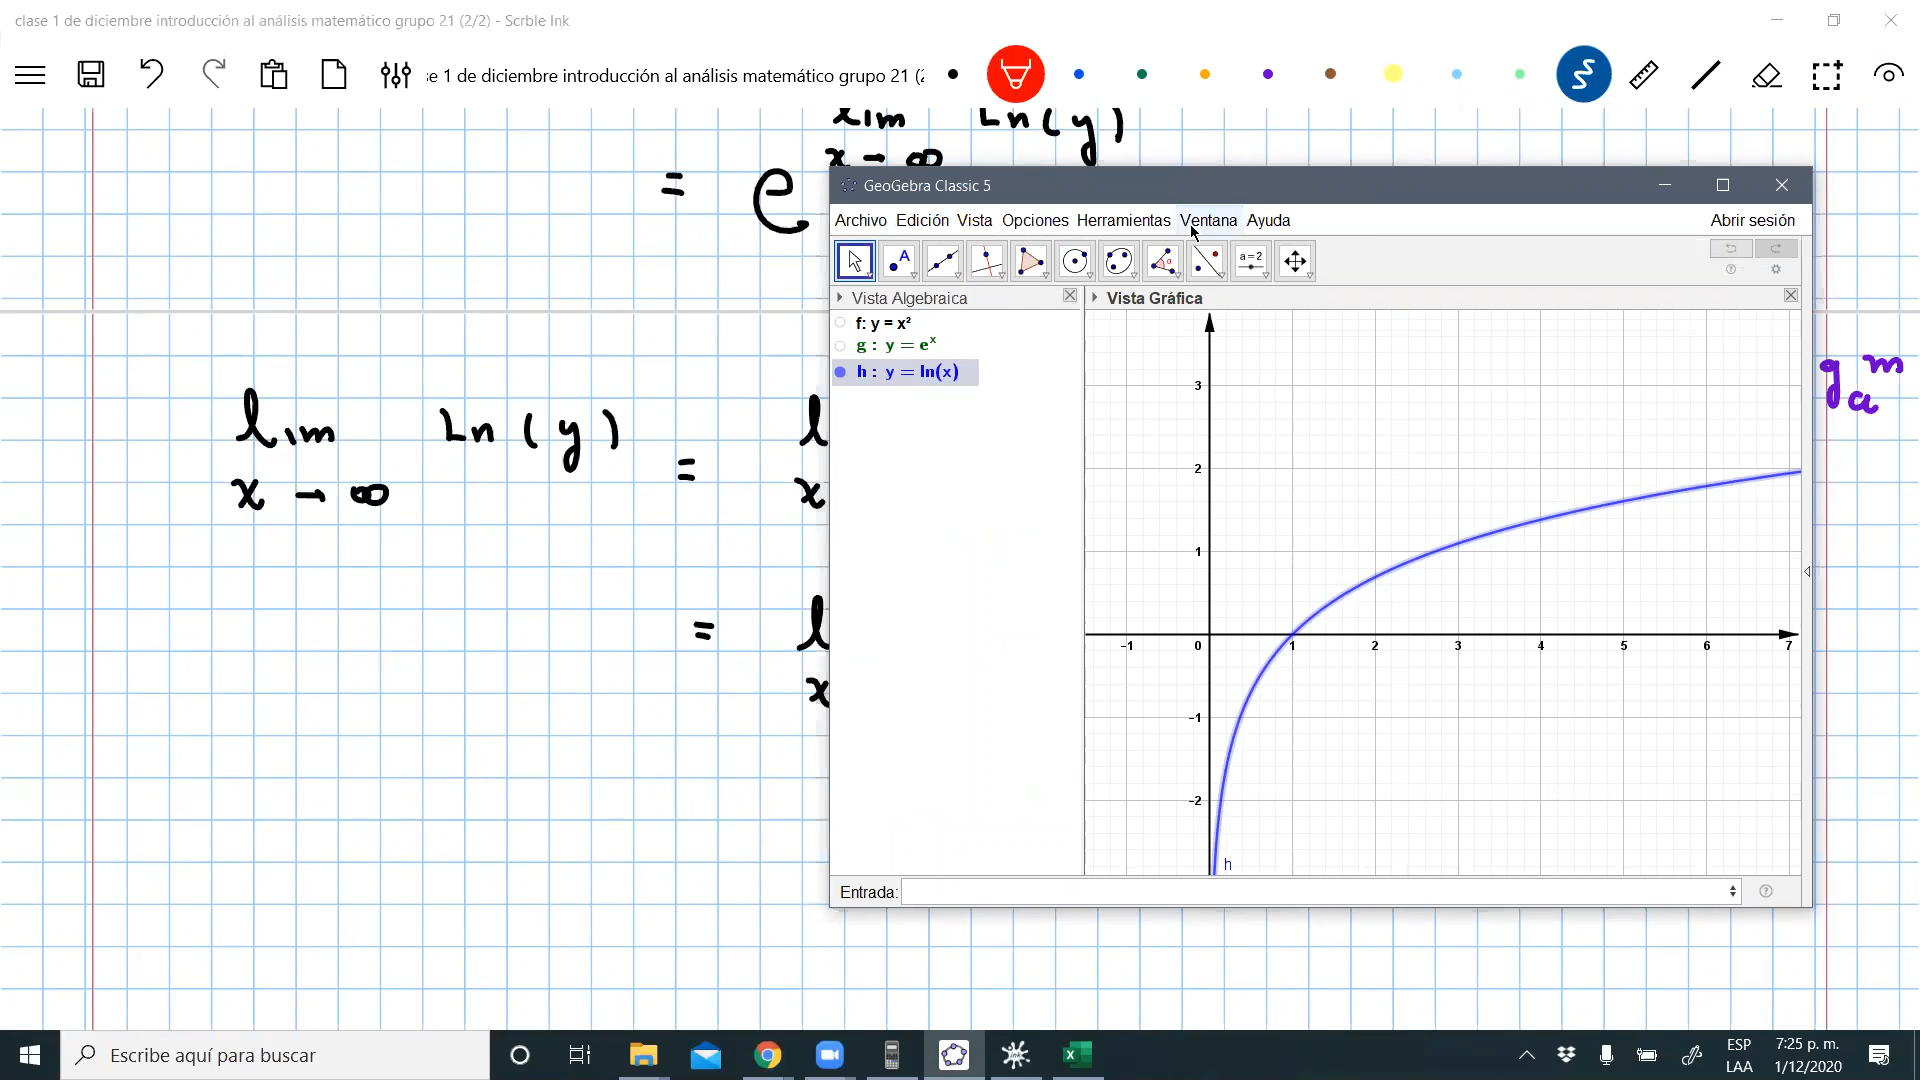 clase 1 de diciembre introducción al análisis matemático grupo 21 (2/2) - Scrble Ink
e 1 de diciembre introducción al análisis matemático grupo 21 (2
lim Ln(y)
x → ∞
= e
GeoGebra Classic 5
Archivo Edición Vista Opciones Herramientas Ventana Ayuda Abrir sesión
A
a=2
Vista Algebraica
Vista Gráfica
f: y = x²
g: y = eˣ
h: y = ln(x)
3
2
1
-1 0 1 2 3 4 5 6 7
-1
-2
h
Entrada:
lim Ln (y) = l
x → ∞ x
= l
x
g m
a
Escribe aquí para buscar
ESP
LAA
7:25 p. m.
1/12/2020